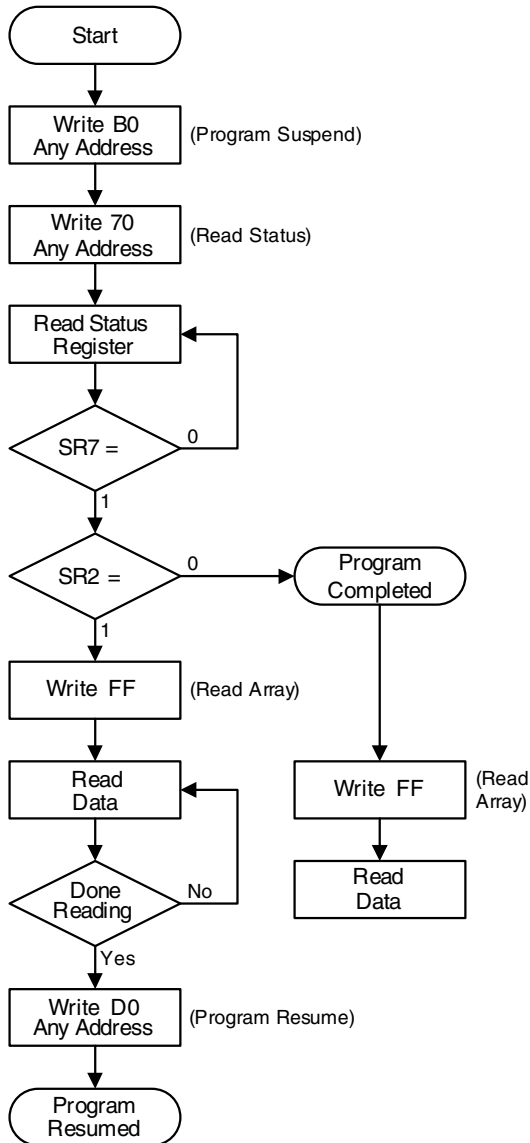 Start
Write B0
Any Address
(Program Suspend)
Write 70
Any Address
(Read Status)
Read Status
Register
SR7 =
0
1
SR2 =
0
1
Program
Completed
Write FF
(Read Array)
Read
Data
Done
Reading
No
Yes
Write D0
Any Address
(Program Resume)
Program
Resumed
Write FF
(Read
Array)
Read
Data